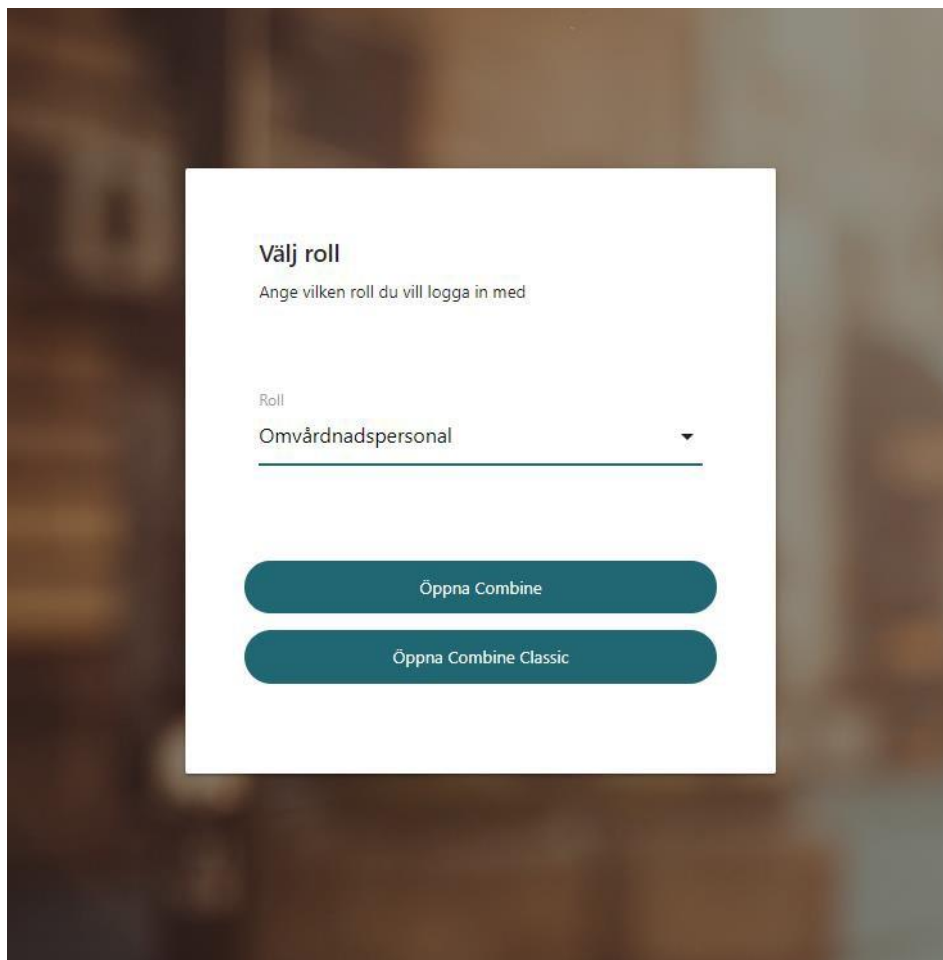 Välj roll
Ange vilken roll du vill logga in med
Roll
Omvårdnadspersonal
Öppna Combine
Öppna Combine Classic